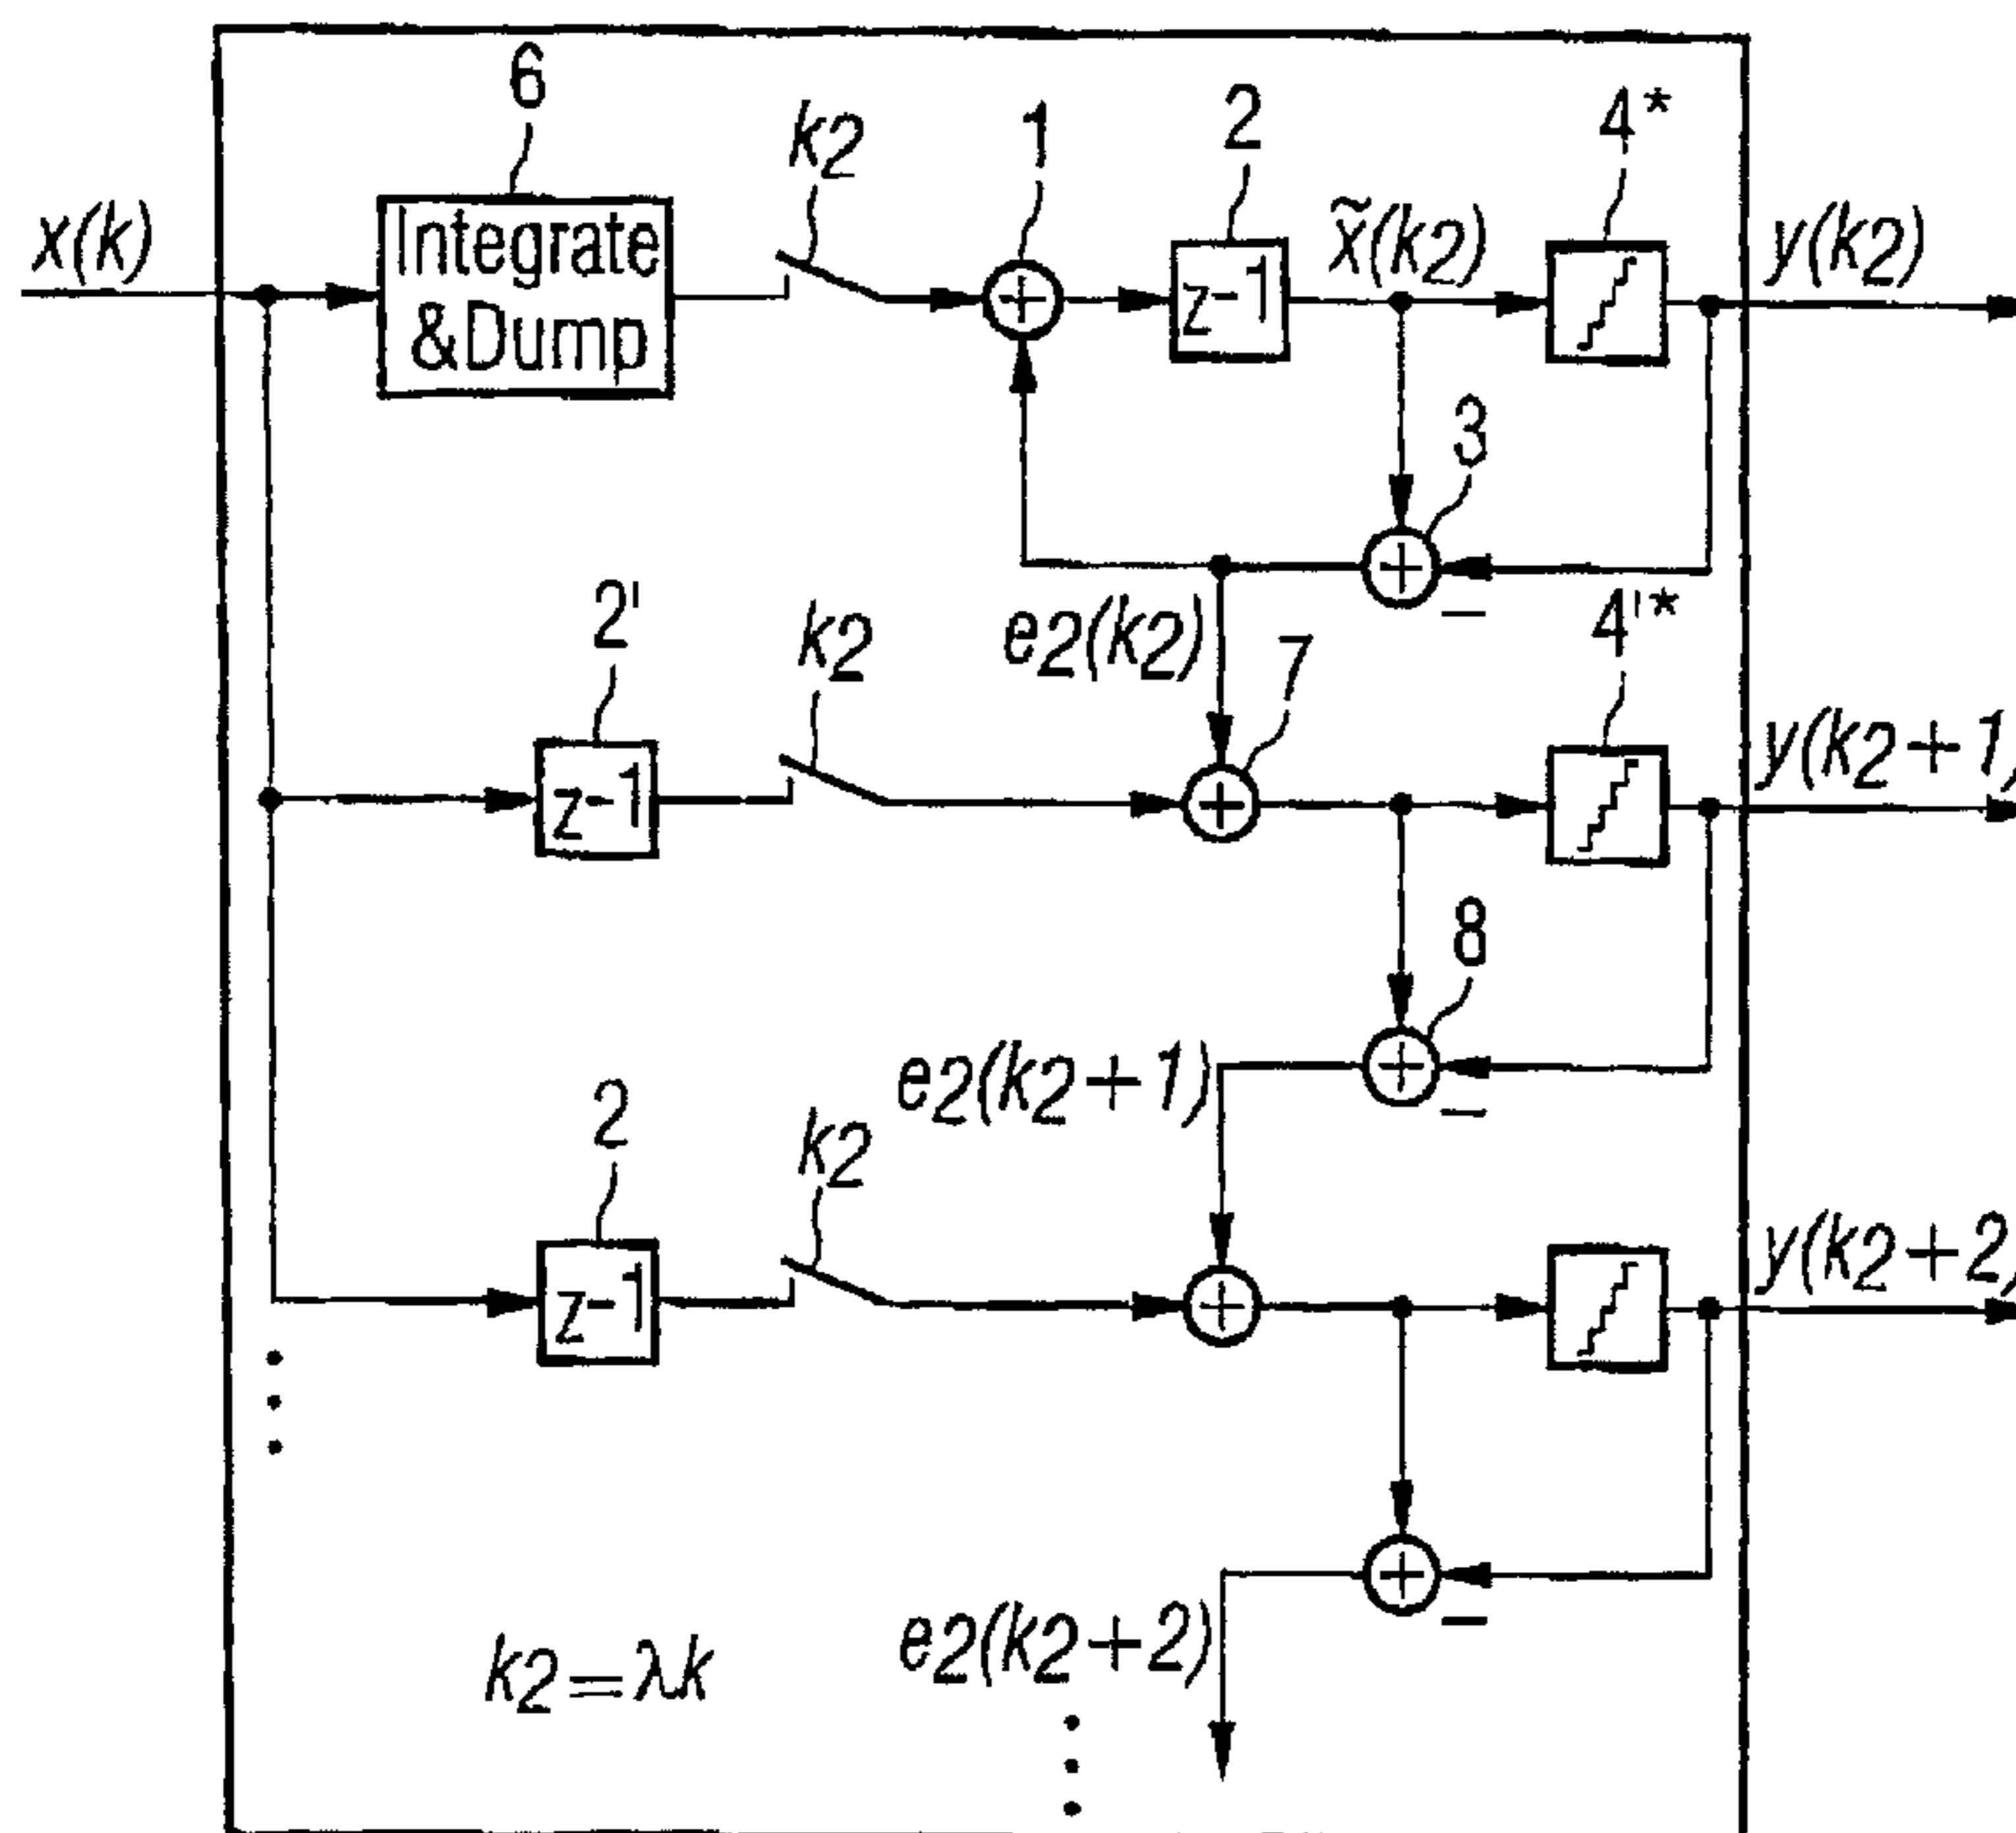 6
k2
1
2
4*
x(k)
Integrate
&Dump
z-1
x̃(k2)
y(k2)
3
2'
k2
e2(k2)
7
4'*
z-1
y(k2+1)
8
2
k2
e2(k2+1)
z-1
y(k2+2)
k2=λk
e2(k2+2)